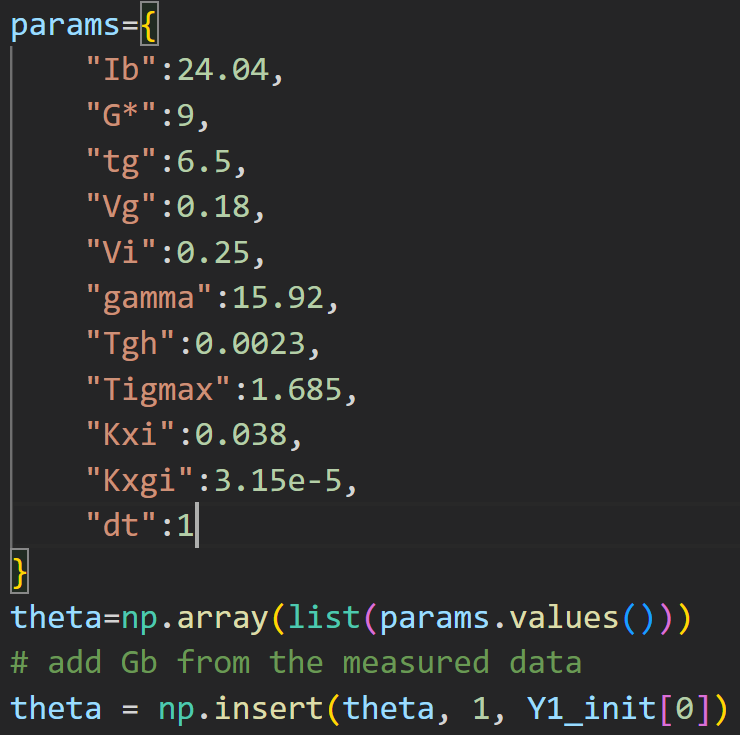 params={
"Ib":24.04,
"G*":9,
"tg":6.5,
"Vg":0.18,
"Vi":0.25,
"gamma":15.92,
"Tgh":0.0023,
"Tigmax":1.685,
"Kxi":0.038,
"Kxgi":3.15e-5,
"dt":1
}
theta=np.array(list(params.values()))
# add Gb from the measured data
theta = np.insert(theta, 1, Y1_init[0])